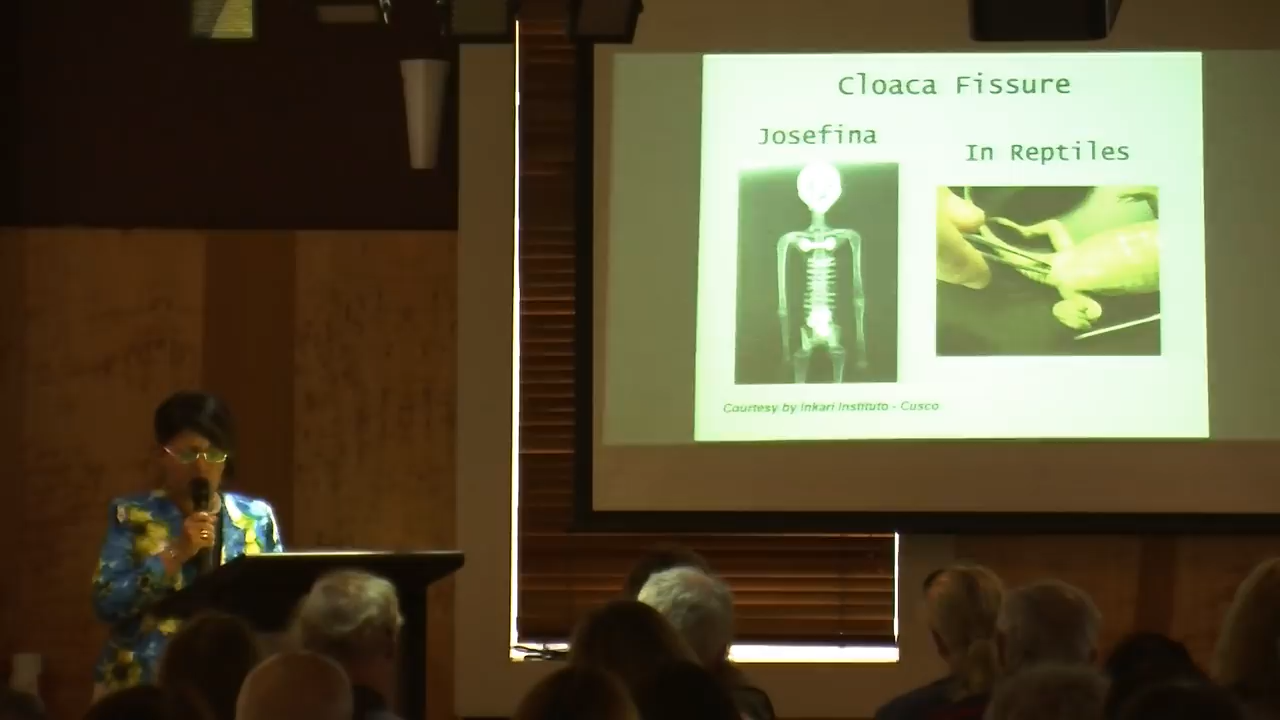 Cloaca Fissure
Josefina
In Reptiles
Courtesy by Inkari Instituto - Cusco